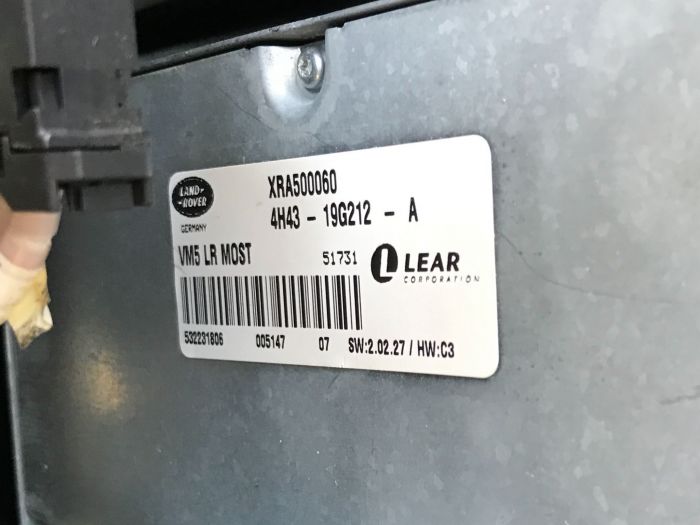 LAND-
-ROVER
GERMANY
XRA500060
4H43 - 19G212 - A
VM5 LR MOST
51731
LEAR
CORPORATION
532231806 005147 07 SW:2.02.27 / HW:C3